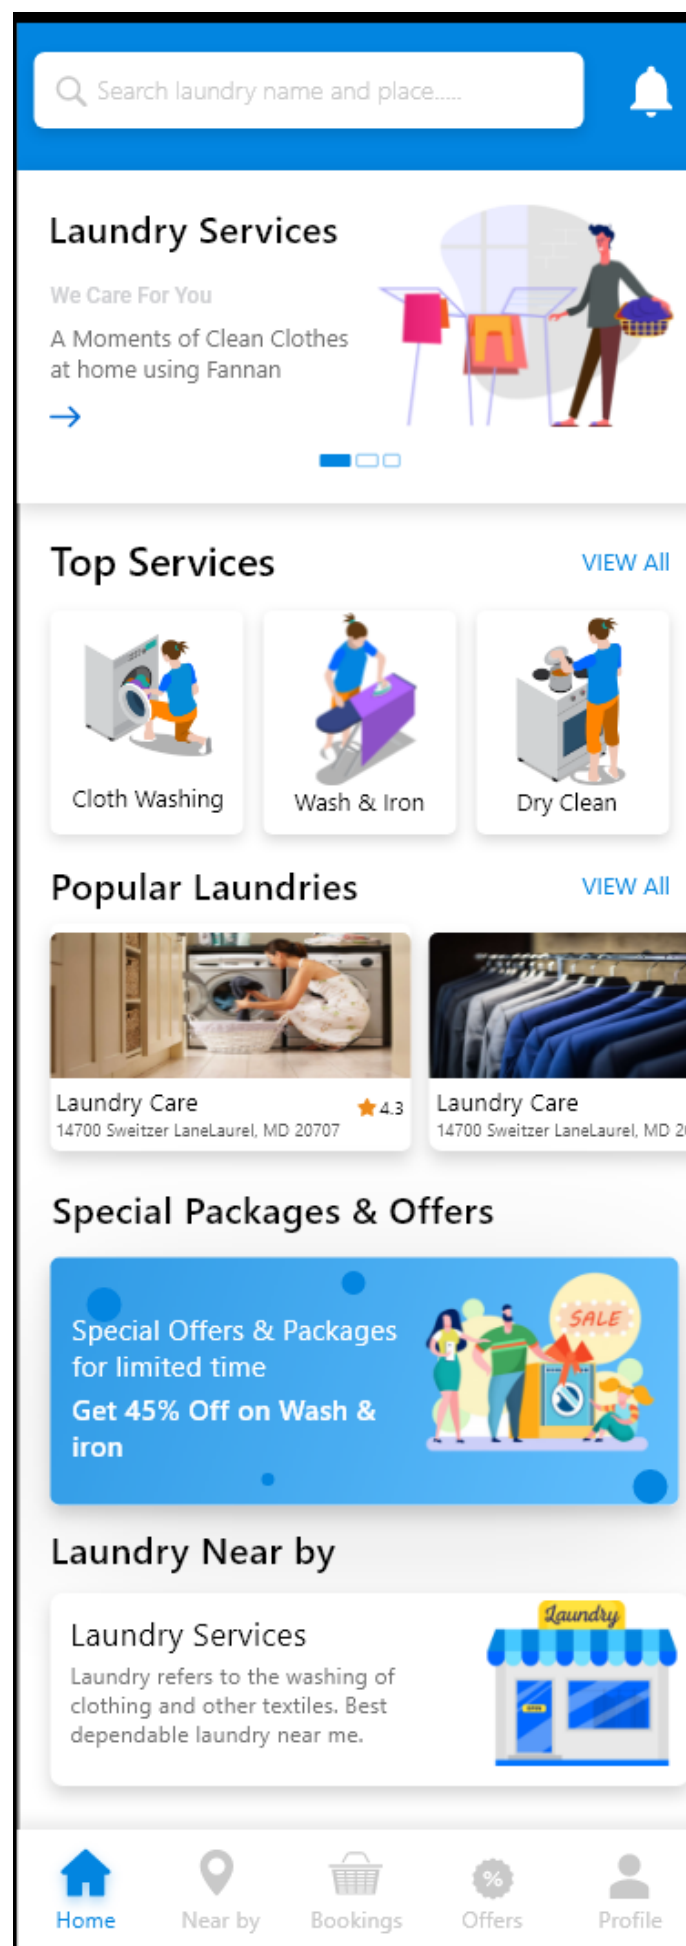 Search laundry name and place.....
Laundry Services
We Care For You
A Moments of Clean Clothes
at home using Fannan
Top Services
VIEW All
Cloth Washing
Wash & Iron
Dry Clean
Popular Laundries
VIEW All
Laundry Care
4.3
14700 Sweitzer LaneLaurel, MD 20707
Laundry Care
14700 Sweitzer LaneLaurel, MD
Special Packages & Offers
Special Offers & Packages
for limited time
Get 45% Off on Wash &
iron
SALE
Laundry Near by
Laundry Services
Laundry refers to the washing of
clothing and other textiles. Best
dependable laundry near me.
Laundry
OPEN
%
Home
Near by
Bookings
Offers
Profile